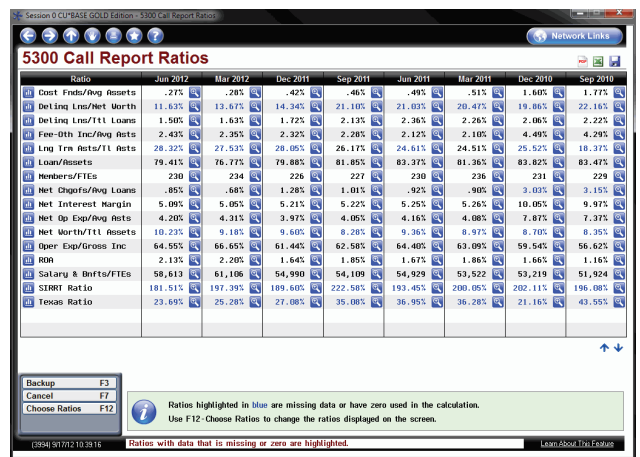 Session 0 CU*BASE GOLD Edition - 5300 Call Report Ratios
Network Links
5300 Call Report Ratios
Ratio Jun 2012 Mar 2012 Dec 2011 Sep 2011 Jun 2011 Mar 2011 Dec 2010 Sep 2010
Cost Fnds/Avg Assets .27% .28% .42% .46% .49% .51% 1.60% 1.77%
Delinq Lns/Net Worth 11.63% 13.67% 14.34% 21.10% 21.03% 20.47% 19.86% 22.16%
Delinq Lns/Ttl Loans 1.50% 1.63% 1.72% 2.13% 2.36% 2.26% 2.06% 2.22%
Fee-Oth Inc/Avg Asts 2.43% 2.35% 2.32% 2.28% 2.12% 2.10% 4.49% 4.29%
Lng Trm Asts/Tl Asts 28.32% 27.53% 28.05% 26.17% 24.61% 24.51% 25.52% 18.37%
Loan/Assets 79.41% 76.77% 79.88% 81.85% 83.37% 81.36% 83.82% 83.47%
Members/FTEs 230 234 226 227 230 236 231 229
Net Chgofs/Avg Loans .85% .68% 1.28% 1.01% .92% .90% 3.03% 3.15%
Net Interest Margin 5.09% 5.05% 5.21% 5.22% 5.25% 5.26% 10.05% 9.97%
Net Op Exp/Avg Asts 4.20% 4.31% 3.97% 4.05% 4.16% 4.08% 7.87% 7.37%
Net Worth/Ttl Assets 10.23% 9.18% 9.60% 8.28% 9.36% 8.97% 8.70% 8.35%
Oper Exp/Gross Inc 64.55% 66.65% 61.44% 62.58% 64.40% 63.09% 59.54% 56.62%
ROA 2.13% 2.20% 1.64% 1.85% 1.67% 1.86% 1.66% 1.16%
Salary & Bnfts/FTEs 58,613 61,106 54,990 54,109 54,929 53,522 53,219 51,924
SIRRT Ratio 181.51% 197.39% 189.60% 222.58% 193.45% 200.05% 202.11% 196.08%
Texas Ratio 23.69% 25.28% 27.08% 35.08% 36.95% 36.28% 21.16% 43.55%
Backup F3
Cancel F7
Choose Ratios F12
Ratios highlighted in blue are missing data or have zero used in the calculation.
Use F12-Choose Ratios to change the ratios displayed on the screen.
(3994) 9/17/12 10:39:16 Ratios with data that is missing or zero are highlighted. Learn About This Feature